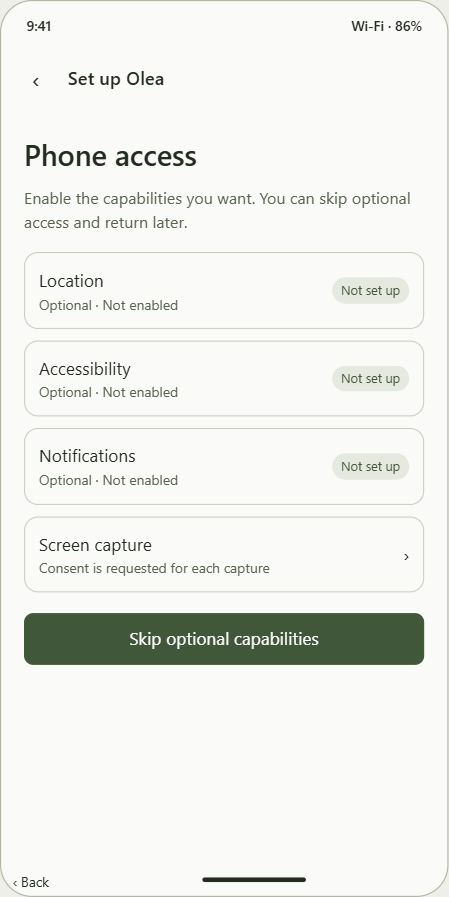 9:41
Wi-Fi · 86%
‹
Set up Olea
Phone access
Enable the capabilities you want. You can skip optional
access and return later.
Location
Optional · Not enabled
Not set up
Accessibility
Optional · Not enabled
Not set up
Notifications
Optional · Not enabled
Not set up
Screen capture
Consent is requested for each capture
›
Skip optional capabilities
‹ Back